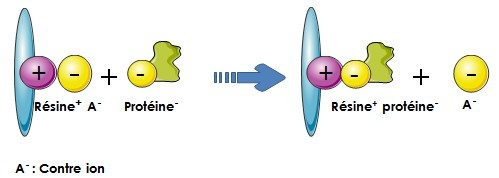 + - + - + - + -
Résine⁺ A⁻ Protéine⁻ Résine⁺ protéine⁻ A⁻
A⁻ : Contre ion